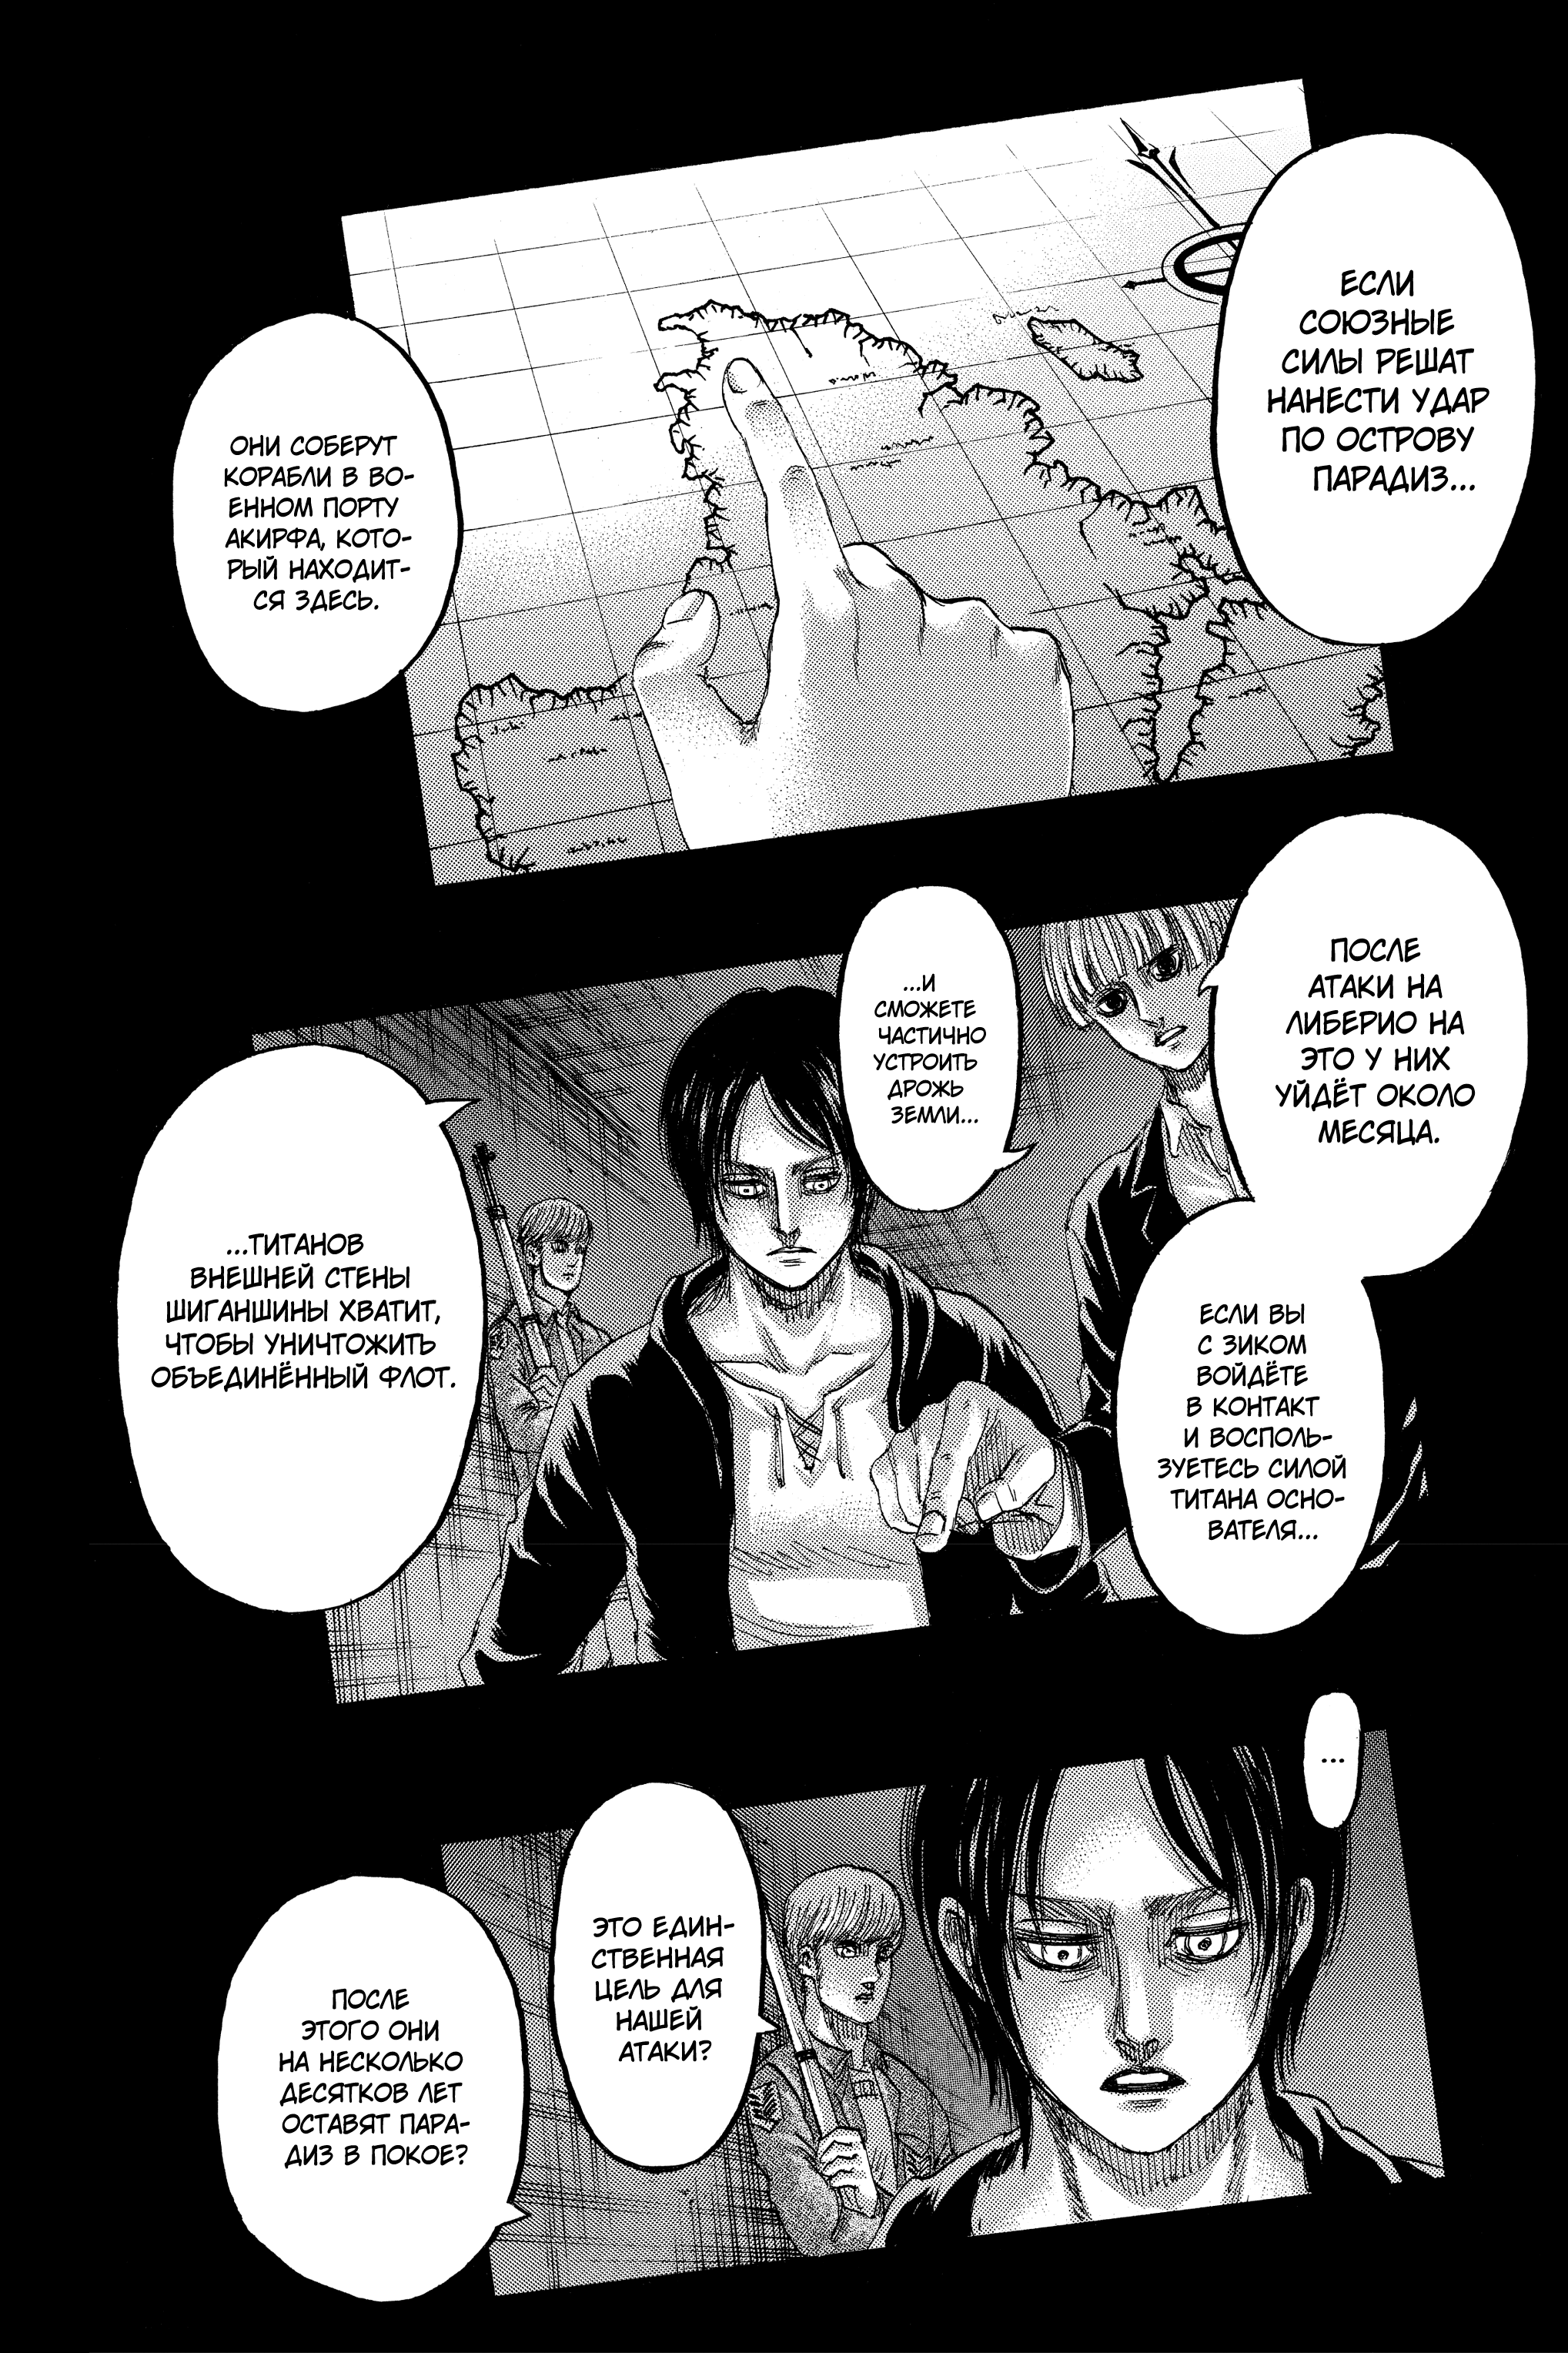 ЕСЛИ
СОЮЗНЫЕ
СИЛЫ РЕШАТ
НАНЕСТИ УДАР
ПО ОСТРОВУ
ПАРАДИЗ...
ОНИ СОБЕРУТ
КОРАБЛИ В ВО-
ЕННОМ ПОРТУ
АКИРФА, КОТО-
РЫЙ НАХОДИТ-
СЯ ЗДЕСЬ.
ПОСЛЕ
АТАКИ НА
ЛИБЕРИО НА
ЭТО У НИХ
УЙДЁТ ОКОЛО
МЕСЯЦА.
ЕСЛИ ВЫ
С ЗИКОМ
ВОЙДЁТЕ
В КОНТАКТ
И ВОСПОЛЬ-
ЗУЕТЕСЬ СИЛОЙ
ТИТАНА ОСНО-
ВАТЕЛЯ...
...И
СМОЖЕТЕ
ЧАСТИЧНО
УСТРОИТЬ
ДРОЖЬ
ЗЕМЛИ...
...ТИТАНОВ
ВНЕШНЕЙ СТЕНЫ
ШИГАНШИНЫ ХВАТИТ,
ЧТОБЫ УНИЧТОЖИТЬ
ОБЪЕДИНЁННЫЙ ФЛОТ.
...
ЭТО ЕДИН-
СТВЕННАЯ
ЦЕЛЬ ДЛЯ
НАШЕЙ
АТАКИ?
ПОСЛЕ
ЭТОГО ОНИ
НА НЕСКОЛЬКО
ДЕСЯТКОВ ЛЕТ
ОСТАВЯТ ПАРА-
ДИЗ В ПОКОЕ?